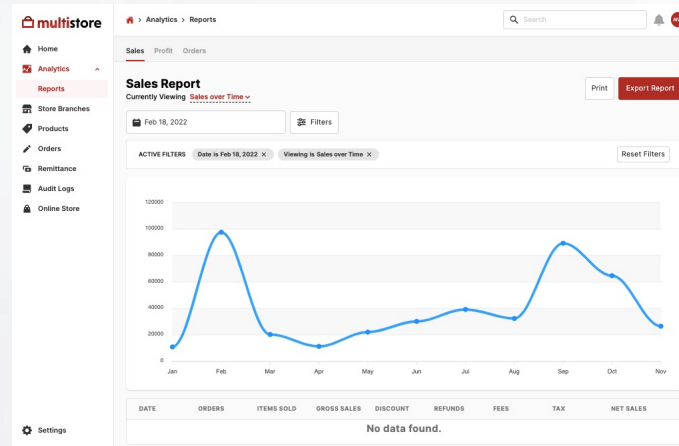 multistore
Analytics > Reports
Search
Home
Analytics
Reports
Store Branches
Products
Orders
Remittance
Audit Logs
Online Store
Settings
Sales Profit Orders
Sales Report
Currently Viewing Sales over Time
Print Export Report
Feb 18, 2022 Filters
ACTIVE FILTERS Date is Feb 18, 2022 × Viewing is Sales over Time × Reset Filters
120000
100000
80000
60000
40000
20000
0
Jan Feb Mar Apr May Jun Jul Aug Sep Oct Nov
DATE ORDERS ITEMS SOLD GROSS SALES DISCOUNT REFUNDS FEES TAX NET SALES
No data found.